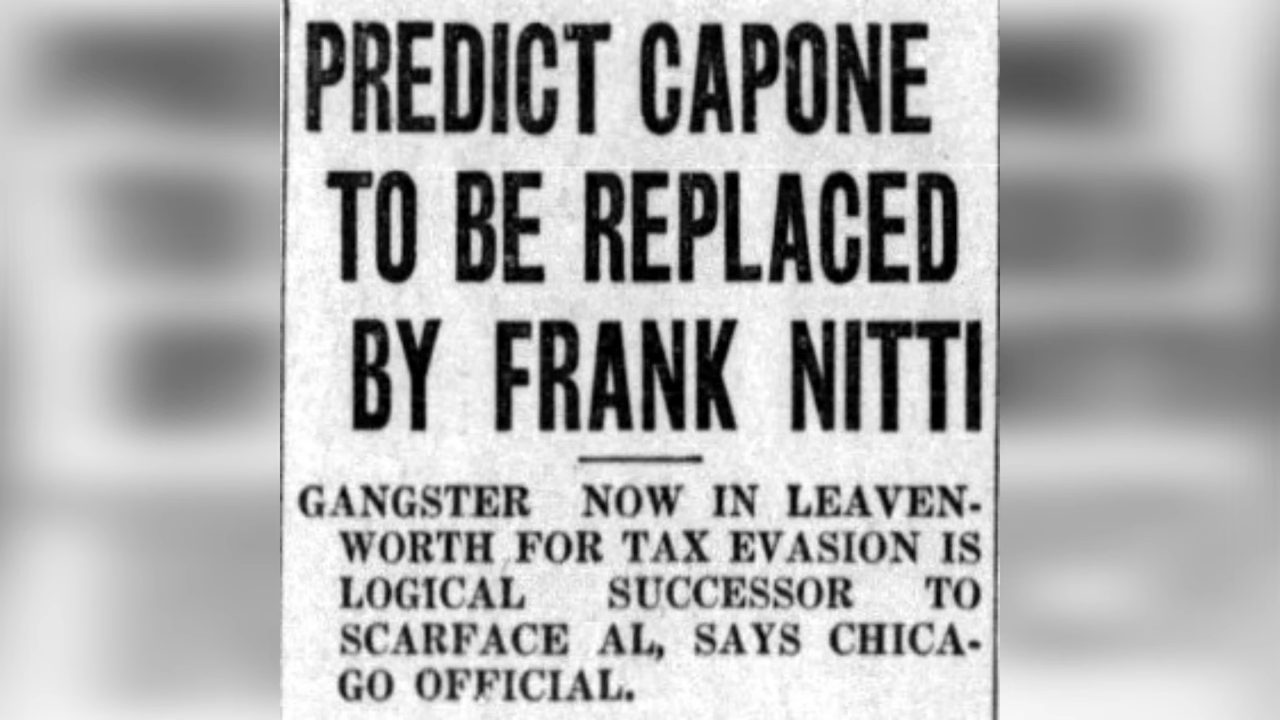 PREDICT CAPONE
TO BE REPLACED
BY FRANK NITTI
GANGSTER NOW IN LEAVEN-
WORTH FOR TAX EVASION IS
LOGICAL SUCCESSOR TO
SCARFACE AL, SAYS CHICA-
GO OFFICIAL.